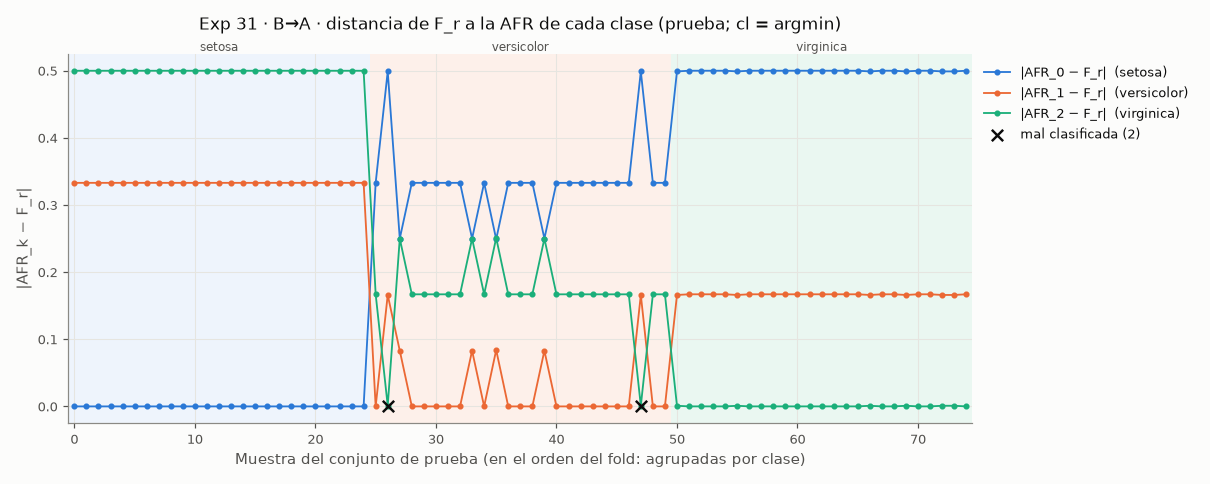 Exp 31 · B→A · distancia de F_r a la AFR de cada clase (prueba; cl = argmin)
setosa versicolor virginica
|AFR_0 − F_r| (setosa)
|AFR_1 − F_r| (versicolor)
|AFR_2 − F_r| (virginica)
mal clasificada (2)
|AFR_k − F_r|
0.5
0.4
0.3
0.2
0.1
0.0
0 10 20 30 40 50 60 70
Muestra del conjunto de prueba (en el orden del fold: agrupadas por clase)